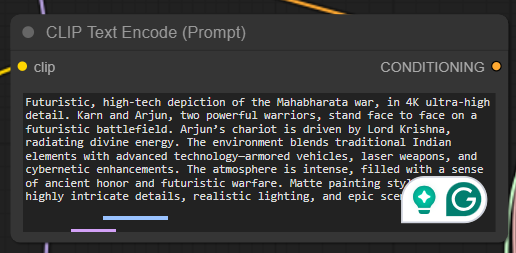 CLIP Text Encode (Prompt)
clip
CONDITIONING
Futuristic, high-tech depiction of the Mahabharata war, in 4K ultra-high
detail. Karn and Arjun, two powerful warriors, stand face to face on a
futuristic battlefield. Arjun’s chariot is driven by Lord Krishna,
radiating divine energy. The environment blends traditional Indian
elements with advanced technology—armored vehicles, laser weapons, and
cybernetic enhancements. The atmosphere is intense, filled with a sense
of ancient honor and futuristic warfare. Matte painting
highly intricate details, realistic lighting, and epic